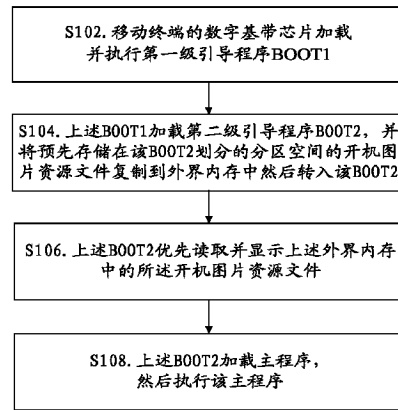 S102.移动终端的数字基带芯片加载
并执行第一级引导程序BOOT1
S104.上述BOOT1加载第二级引导程序BOOT2, 并
将预先存储在该BOOT2划分的分区空间的开机图
片资源文件复制到外界内存中然后转入该BOOT2
S106.上述BOOT2优先读取并显示上述外界内存
中的所述开机图片资源文件
S108.上述BOOT2加载主程序，
然后执行该主程序